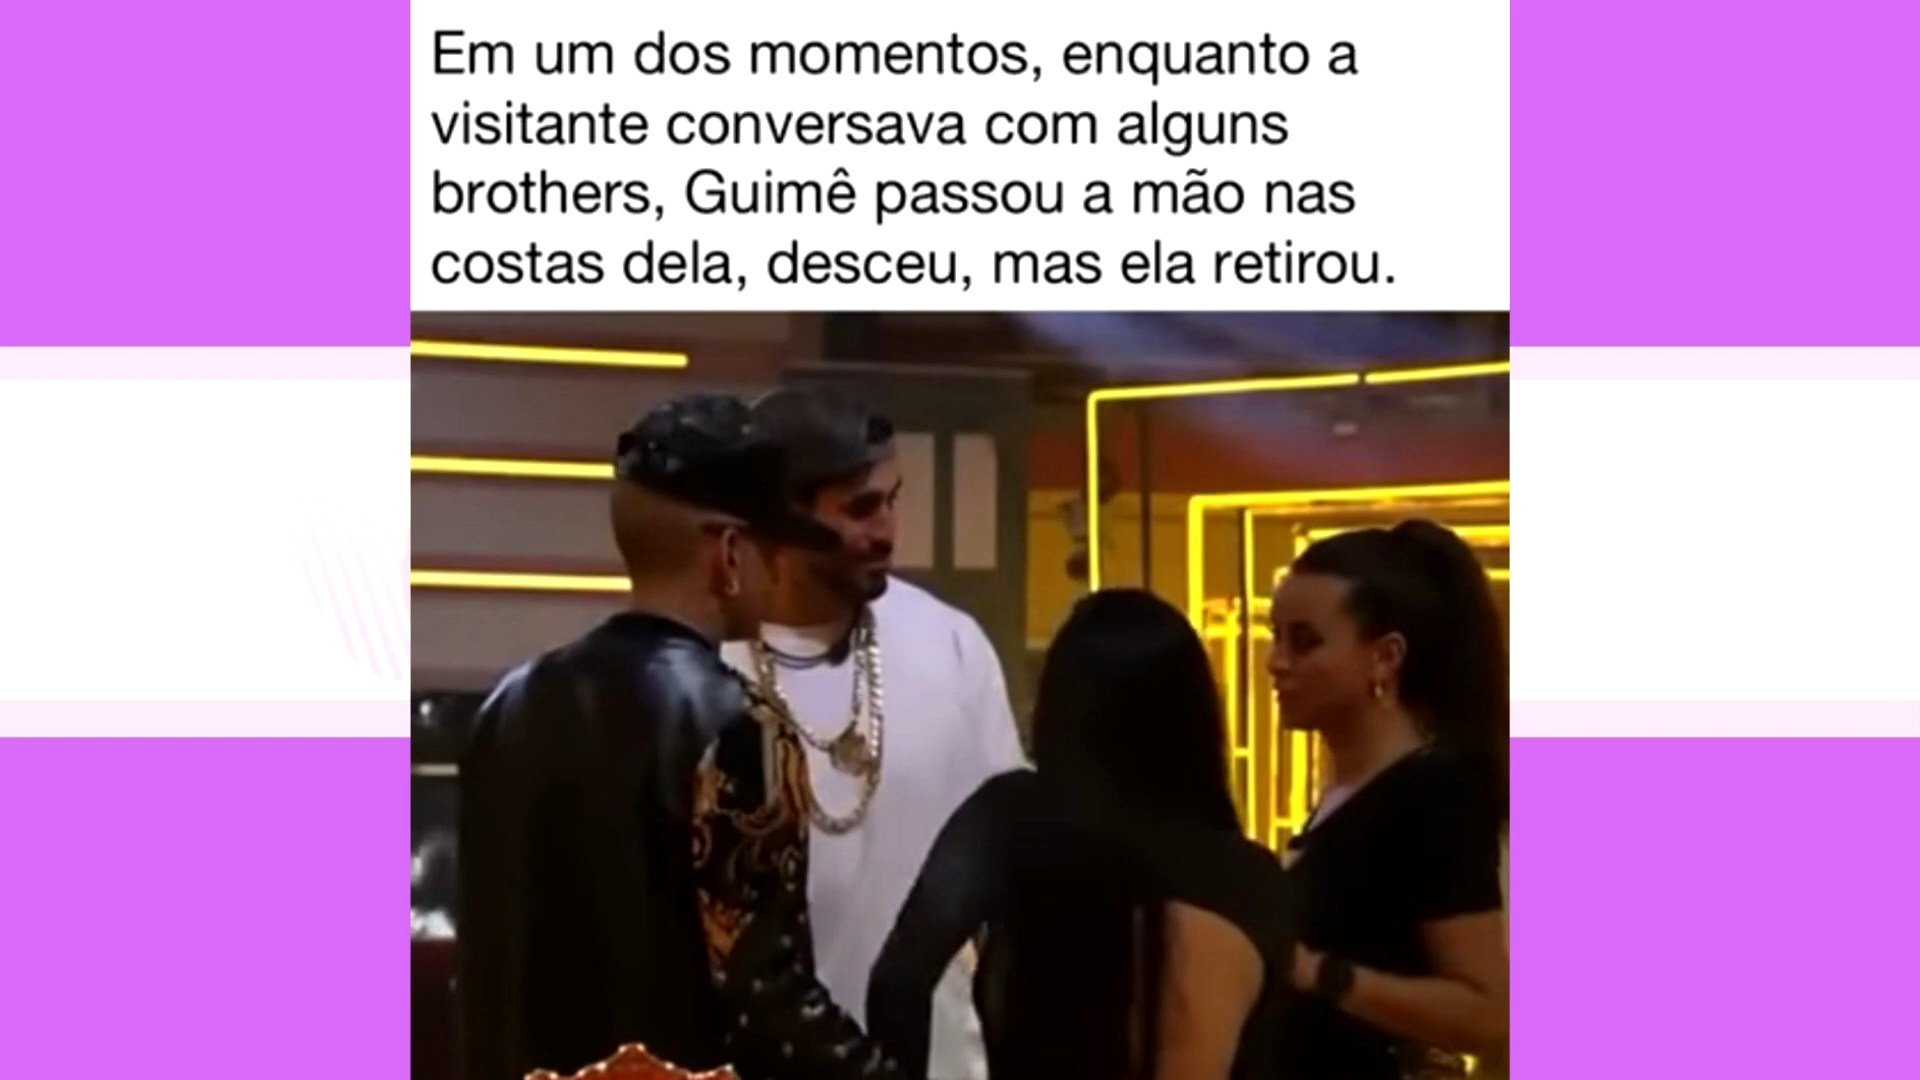 Em um dos momentos, enquanto a
visitante conversava com alguns
brothers, Guimê passou a mão nas
costas dela, desceu, mas ela retirou.